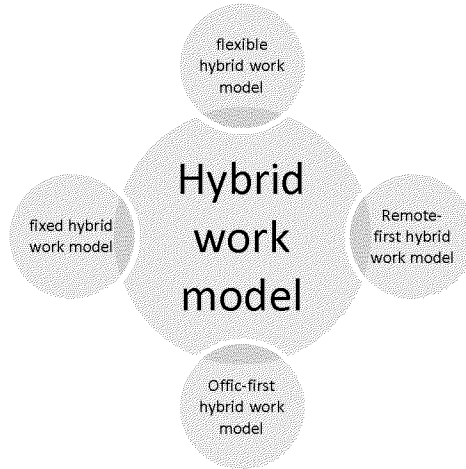 flexible
hybrid work
model
Hybrid
work
model
fixed hybrid
work model
Remote-
first hybrid
work model
Offic-first
hybrid work
model